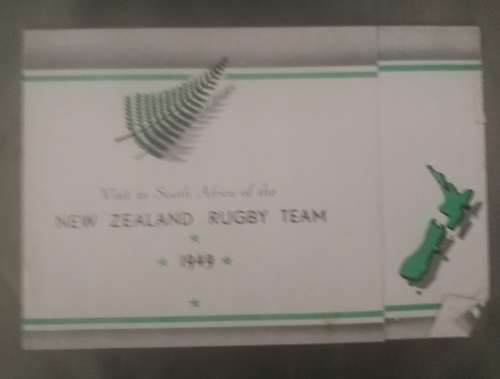 Visit to South Africa of the
NEW ZEALAND RUGBY TEAM
1949